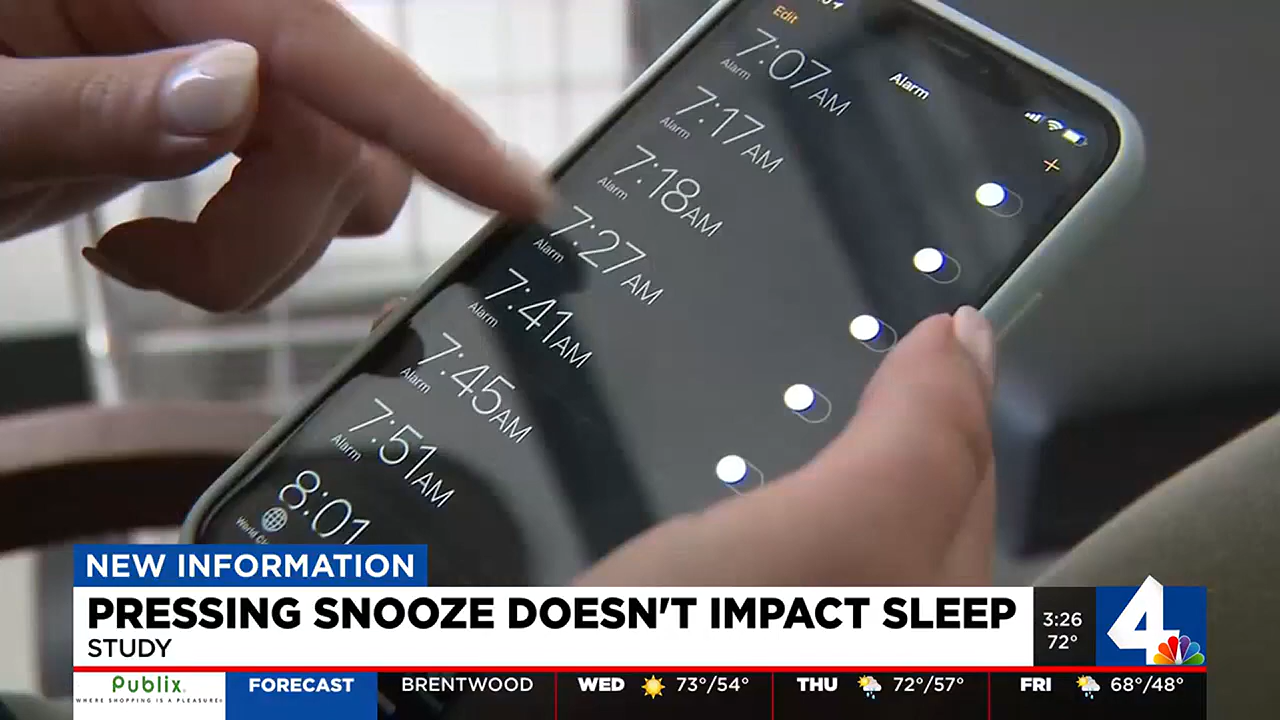 Edit
Alarm
7:07AM
Alarm
7:17AM
Alarm
7:18AM
Alarm
7:27AM
Alarm
7:41AM
Alarm
7:45AM
Alarm
7:51AM
Alarm
8:01
NEW INFORMATION
PRESSING SNOOZE DOESN'T IMPACT SLEEP
STUDY
3:26
72°
4
Publix.
WHERE SHOPPING IS A PLEASURE
FORECAST
BRENTWOOD
WED 73°/54°
THU 72°/57°
FRI 68°/48°